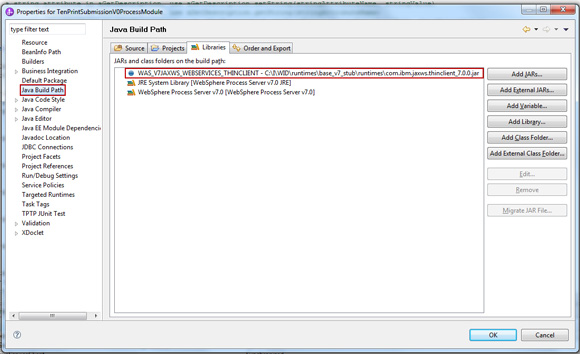 Properties for TenPrintSubmissionV0ProcessModule
type filter text
Java Build Path
Resource
BeanInfo Path
Builders
Business Integration
Default Package
Java Build Path
Java Code Style
Java Compiler
Java Editor
Java EE Module Dependencie
Javadoc Location
JDBC Connections
Project Facets
Project References
Run/Debug Settings
Service Policies
Targeted Runtimes
Task Tags
TPTP JUnit Test
Validation
XDoclet
Source
Projects
Libraries
Order and Export
JARs and class folders on the build path:
WAS_V7JAXWS_WEBSERVICES_THINCLIENT - C:\I\WID\runtimes\base_v7_stub\runtimes\com.ibm.jaxws.thinclient_7.0.0.jar
JRE System Library [WebSphere Process Server v7.0 JRE]
WebSphere Process Server v7.0 [WebSphere Process Server v7.0]
Add JARs...
Add External JARs...
Add Variable...
Add Library...
Add Class Folder...
Add External Class Folder...
Edit...
Remove
Migrate JAR File...
?
OK
Cancel